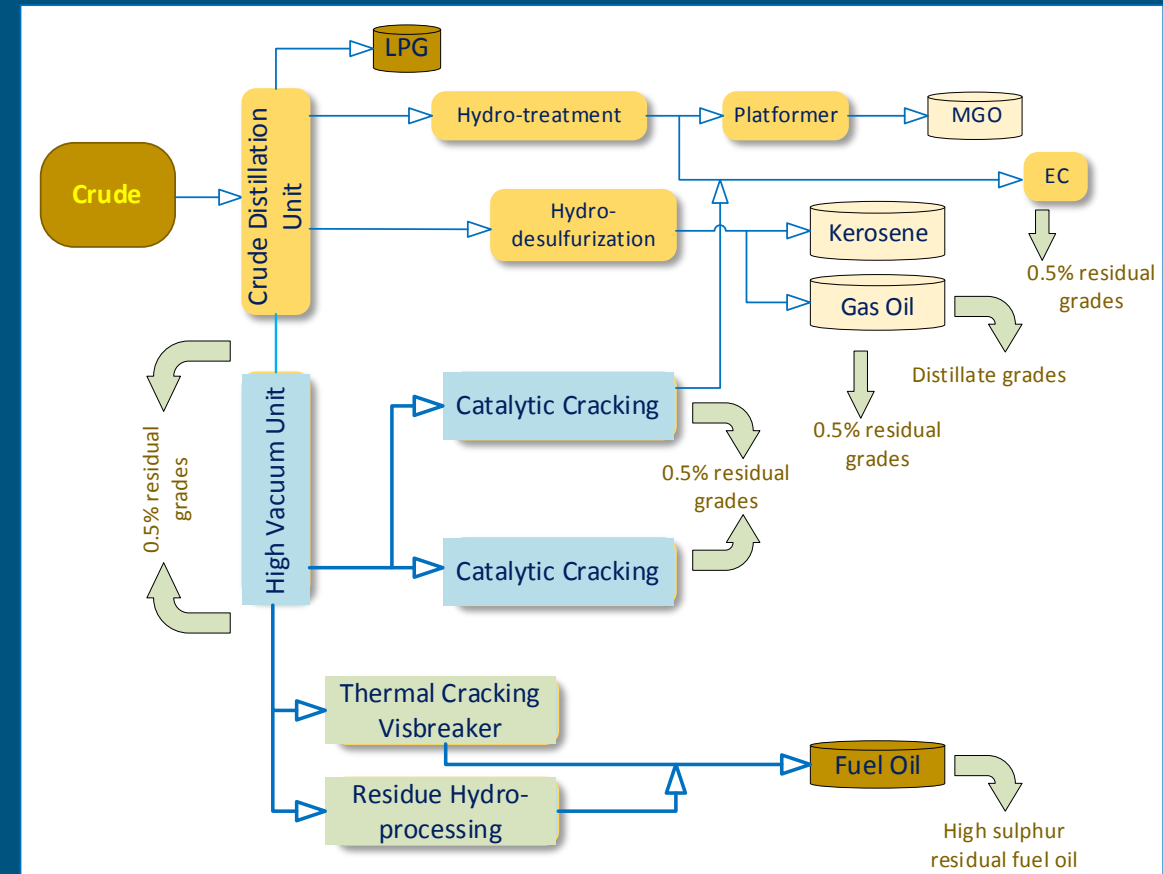 LPG
Hydro-treatment
Platformer
MGO
Crude
Crude Distillation
Unit
EC
Hydro-
desulfurization
Kerosene
0.5% residual
grades
Gas Oil
Distillate grades
0.5% residual
grades
High Vacuum Unit
Catalytic Cracking
0.5% residual
grades
0.5% residual
grades
Catalytic Cracking
Thermal Cracking
Visbreaker
Fuel Oil
Residue Hydro-
processing
High sulphur
residual fuel oil